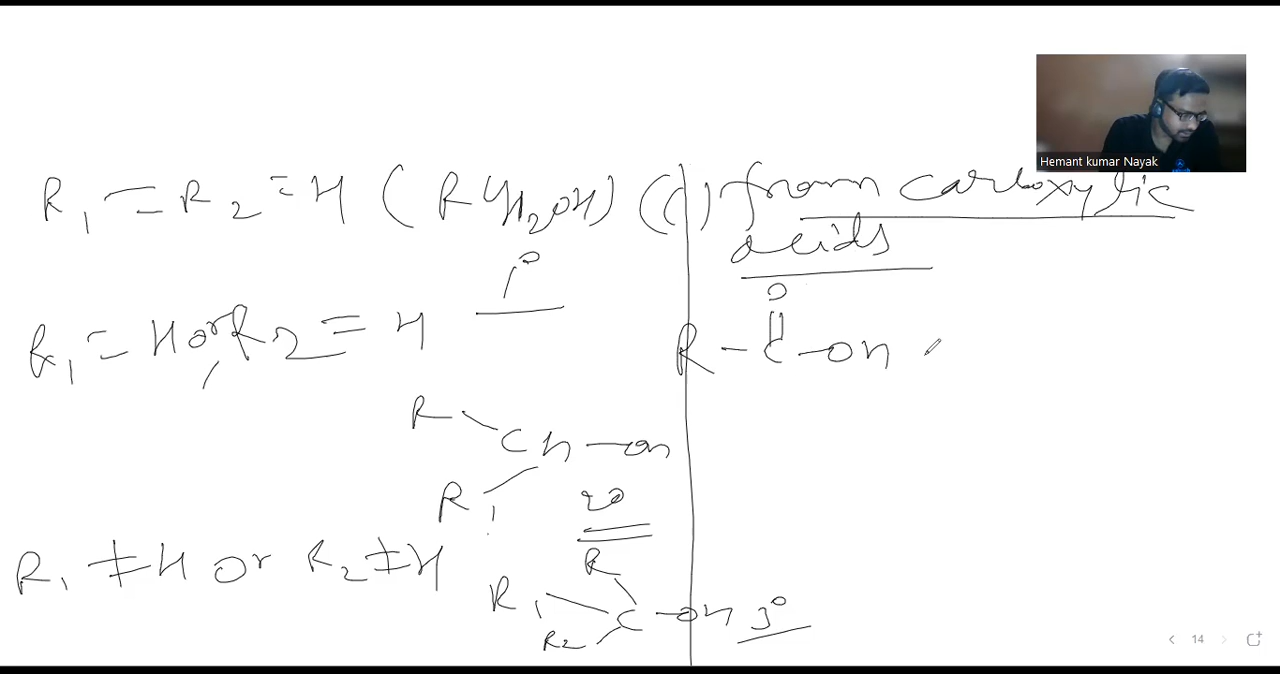 Hemant kumar Nayak
R₁ = R₂ = H (RCH₂OH)
1°
R₁ = H or R₂ = H
R
CH—OH
R₁
2°
R₁ ≠ H or R₂ ≠ H
R
R₁
C—OH 3°
R₂
(C) from carboxylic
acids
O
R—C—OH
14